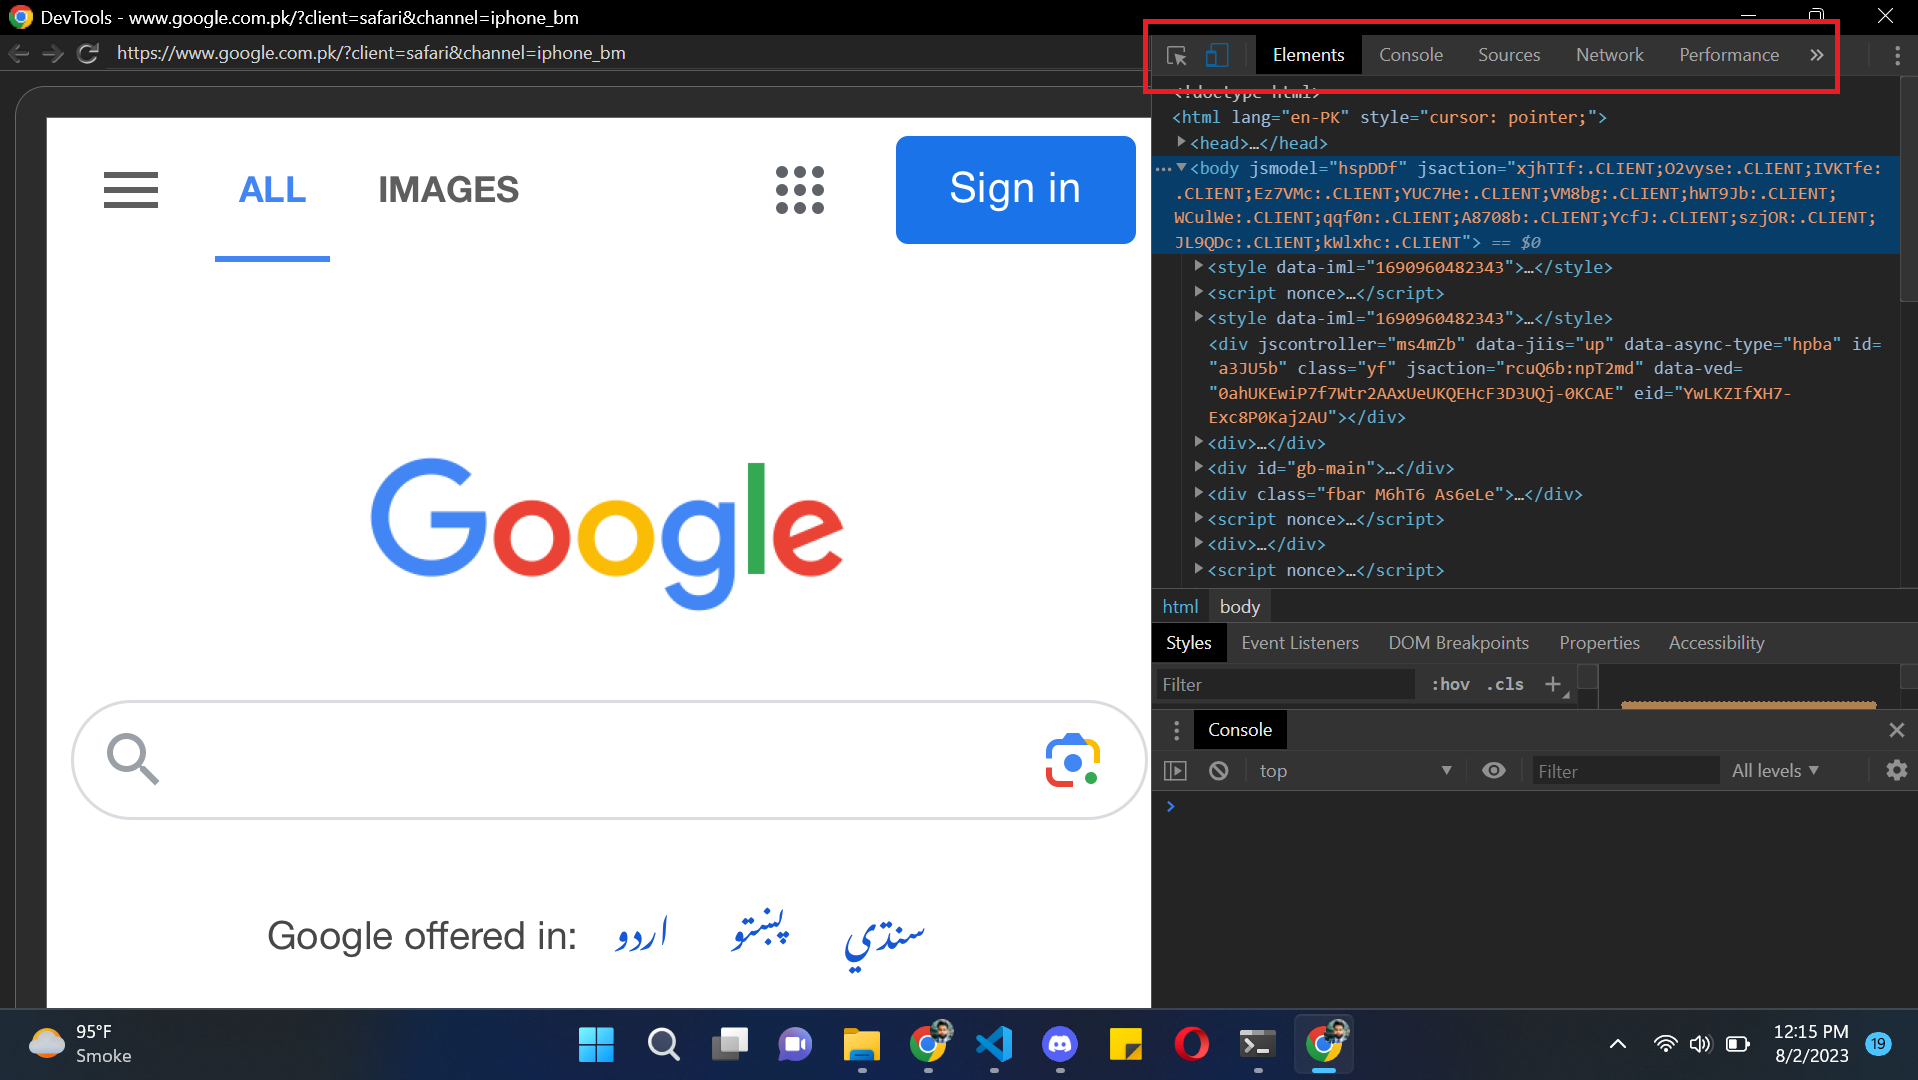 DevTools - www.google.com.pk/?client=safari&channel=iphone_bm
https://www.google.com.pk/?client=safari&channel=iphone_bm
ALL
IMAGES
Sign in
Google
Google offered in: اردو پښتو سنڌي
Elements Console Sources Network Performance »
<!doctype html>
<html lang="en-PK" style="cursor: pointer;">
<head>…</head>
<body jsmodel="hspDDf" jsaction="xjhTIf:.CLIENT;O2vyse:.CLIENT;IVKTfe:
.CLIENT;Ez7VMc:.CLIENT;YUC7He:.CLIENT;VM8bg:.CLIENT;hWT9Jb:.CLIENT;
WCulWe:.CLIENT;qqf0n:.CLIENT;A8708b:.CLIENT;YcfJ:.CLIENT;szjOR:.CLIENT;
JL9QDc:.CLIENT;kWlxhc:.CLIENT"> == $0
<style data-iml="1690960482343">…</style>
<script nonce>…</script>
<style data-iml="1690960482343">…</style>
<div jscontroller="ms4mZb" data-jiis="up" data-async-type="hpba" id=
"a3JU5b" class="yf" jsaction="rcuQ6b:npT2md" data-ved=
"0ahUKEwiP7f7Wtr2AAxUeUKQEHcF3D3UQj-0KCAE" eid="YwLKZIfXH7-
Exc8P0Kaj2AU"></div>
<div>…</div>
<div id="gb-main">…</div>
<div class="fbar M6hT6 As6eLe">…</div>
<script nonce>…</script>
<div>…</div>
<script nonce>…</script>
html body
Styles Event Listeners DOM Breakpoints Properties Accessibility
Filter :hov .cls +
Console
top Filter All levels
95°F
Smoke
12:15 PM
8/2/2023
19